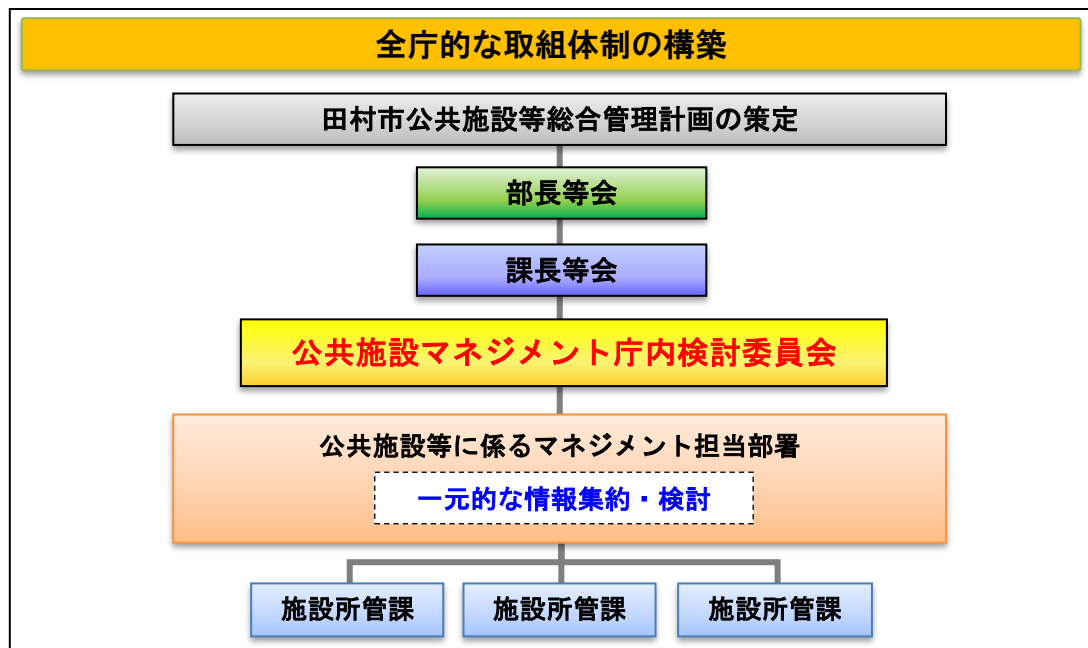 全庁的な取組体制の構築
田村市公共施設等総合管理計画の策定
部長等会
課長等会
公共施設マネジメント庁内検討委員会
公共施設等に係るマネジメント担当部署
一元的な情報集約・検討
施設所管課
施設所管課
施設所管課